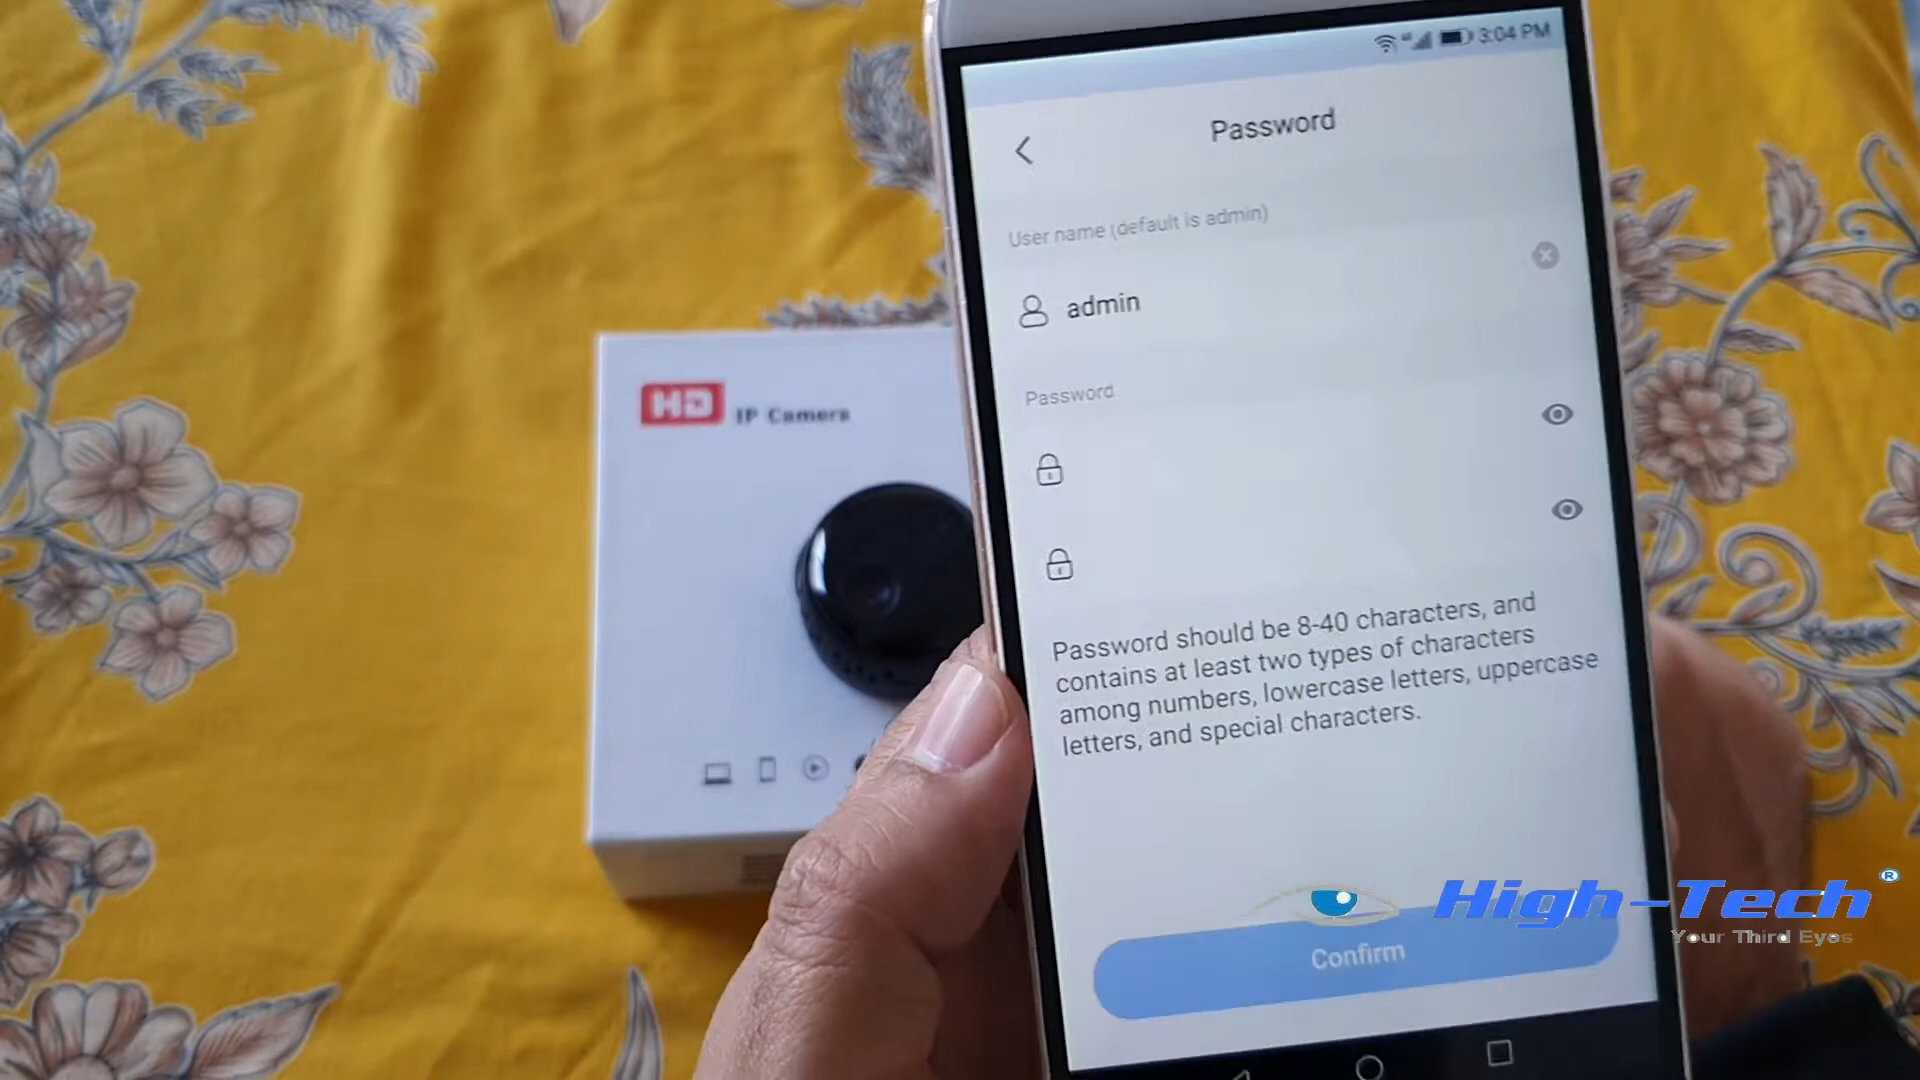 3:04 PM
Password
User name (default is admin)
admin
Password
Password should be 8-40 characters, and
contains at least two types of characters
among numbers, lowercase letters, uppercase
letters, and special characters.
Confirm
HD IP Camera
High-Tech®
Your Third Eyes